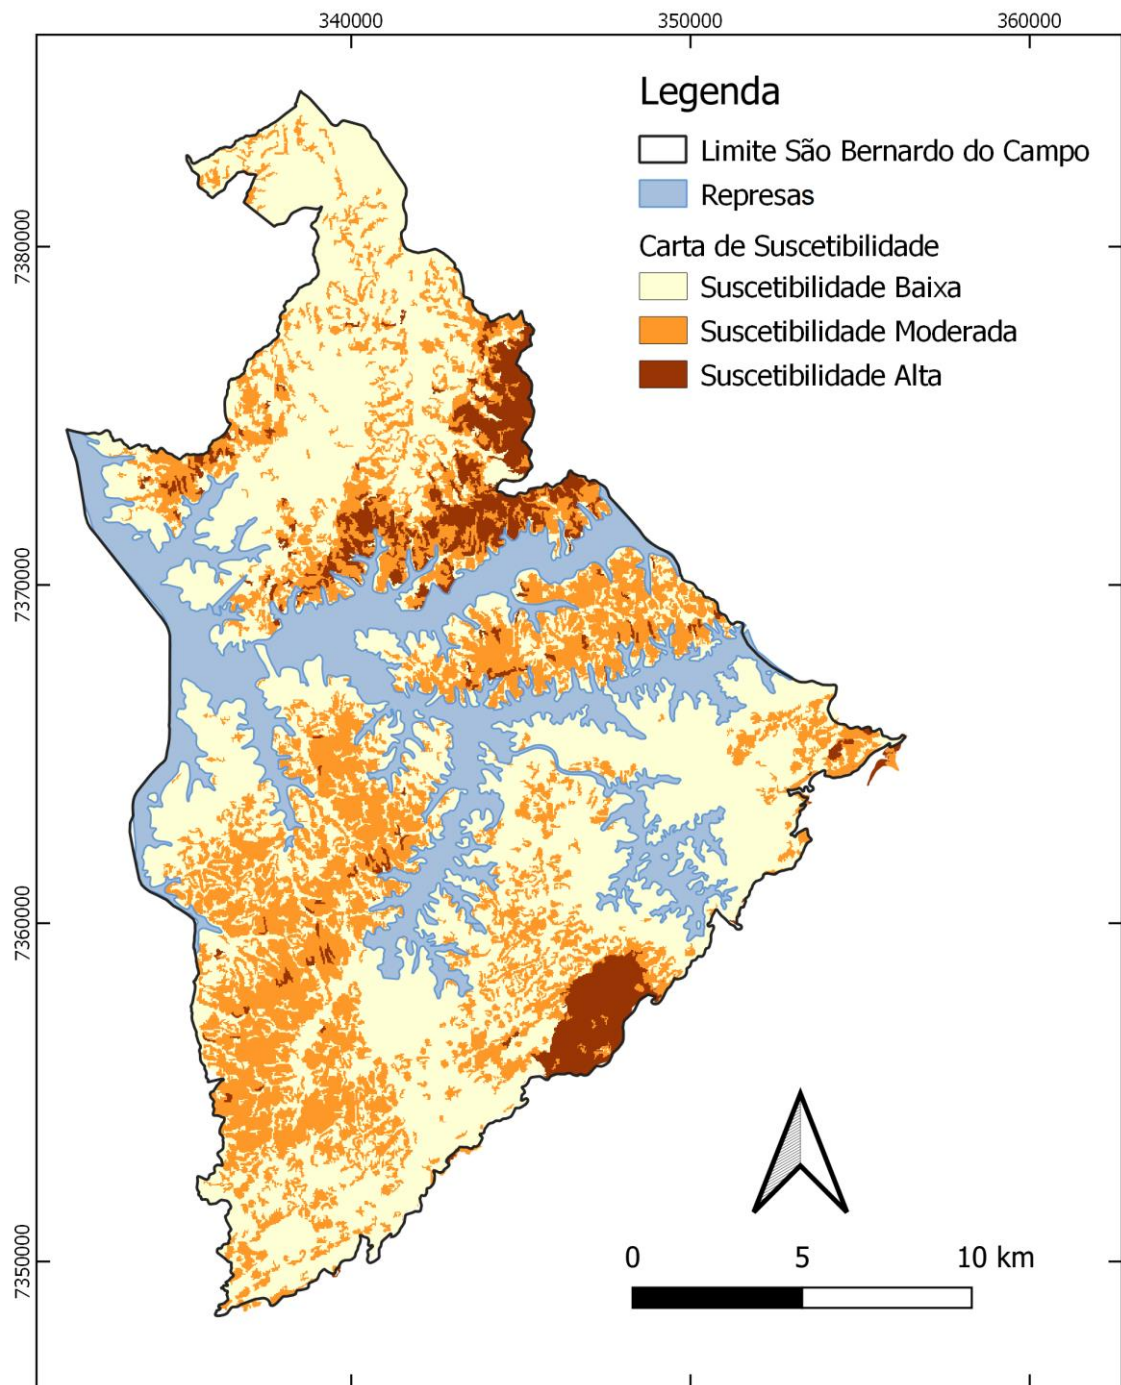 340000 350000 360000
Legenda
Limite São Bernardo do Campo
Represas
Carta de Suscetibilidade
Suscetibilidade Baixa
Suscetibilidade Moderada
Suscetibilidade Alta
7380000
7370000
7360000
7350000
0 5 10 km